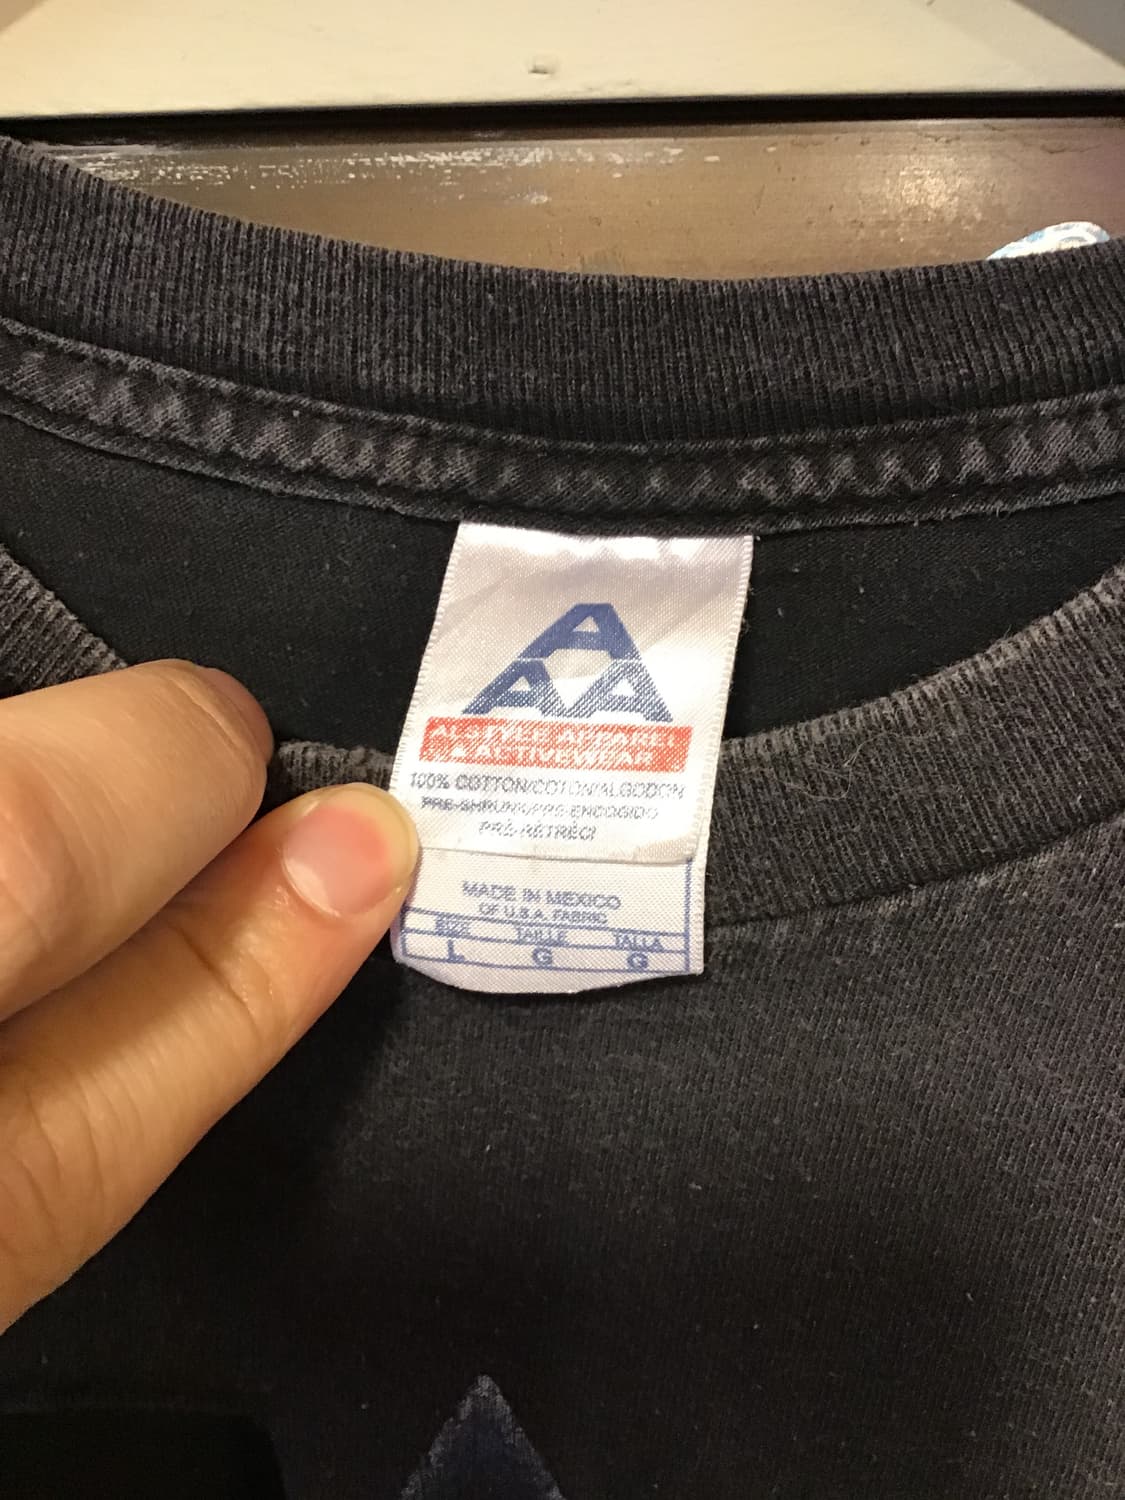 A
AA
ALSTYLE APPAREL
& A ACTIVEWEAR
100% COTTON/COTON/ALGODON
PRE-SHRUNK/PRE-ENCOGIDO
PRÉ-RÉTRÉCI
MADE IN MEXICO
OF U.S.A. FABRIC
SIZE TAILLE TALLA
L G G